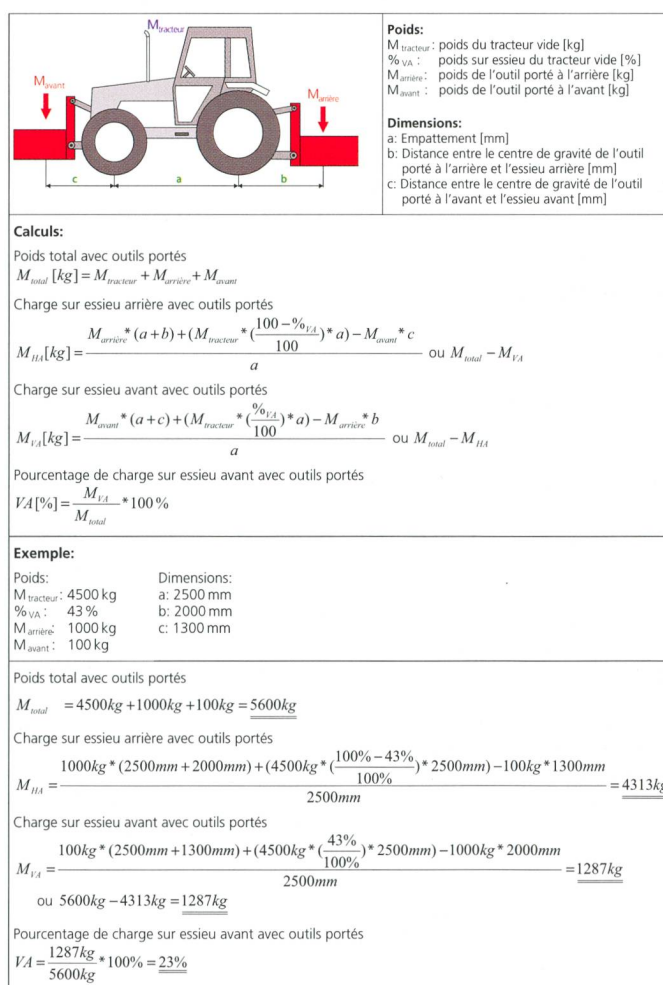 M tracteur
M avant
M arrière
c a b
Poids:
M tracteur : poids du tracteur vide [kg]
% VA : poids sur essieu du tracteur vide [%]
M arrière : poids de l'outil porté à l'arrière [kg]
M avant : poids de l'outil porté à l'avant [kg]
Dimensions:
a: Empattement [mm]
b: Distance entre le centre de gravité de l'outil
porté à l'arrière et l'essieu arrière [mm]
c: Distance entre le centre de gravité de l'outil
porté à l'avant et l'essieu avant [mm]
Calculs:
Poids total avec outils portés
M total [kg] = M tracteur + M arrière + M avant
Charge sur essieu arrière avec outils portés
M HA [kg] = (M arrière * (a+b) + (M tracteur * ((100 - % VA)/100) * a) - M avant * c) / a ou M total - M VA
Charge sur essieu avant avec outils portés
M VA [kg] = (M avant * (a+c) + (M tracteur * (% VA/100) * a) - M arrière * b) / a ou M total - M HA
Pourcentage de charge sur essieu avant avec outils portés
VA [%] = M VA / M total * 100 %
Exemple:
Poids: Dimensions:
M tracteur : 4500 kg a: 2500 mm
% VA : 43 % b: 2000 mm
M arrière : 1000 kg c: 1300 mm
M avant : 100 kg
Poids total avec outils portés
M total = 4500kg + 1000kg + 100kg = 5600kg
Charge sur essieu arrière avec outils portés
M HA = (1000kg * (2500mm + 2000mm) + (4500kg * ((100% - 43%)/100%) * 2500mm) - 100kg * 1300mm) / 2500mm = 4313kg
Charge sur essieu avant avec outils portés
M VA = (100kg * (2500mm + 1300mm) + (4500kg * (43%/100%) * 2500mm) - 1000kg * 2000mm) / 2500mm = 1287kg
ou 5600kg - 4313kg = 1287kg
Pourcentage de charge sur essieu avant avec outils portés
VA = 1287kg / 5600kg * 100% = 23%